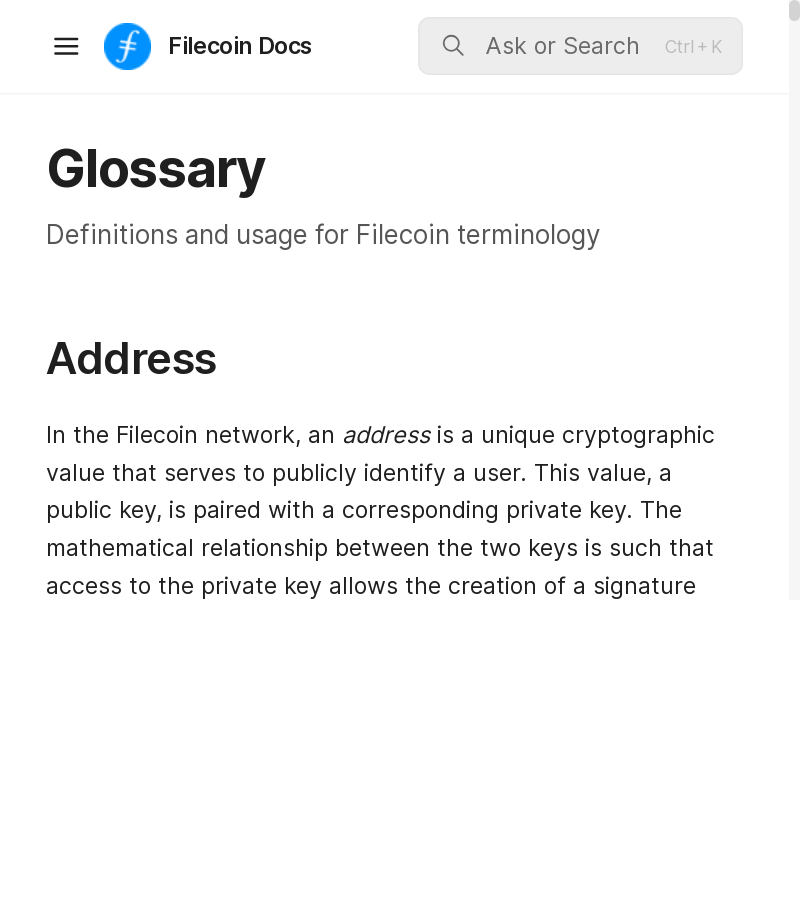 Filecoin Docs
Ask or Search Ctrl + K
Glossary
Definitions and usage for Filecoin terminology
Address
In the Filecoin network, an address is a unique cryptographic
value that serves to publicly identify a user. This value, a
public key, is paired with a corresponding private key. The
mathematical relationship between the two keys is such that
access to the private key allows the creation of a signature